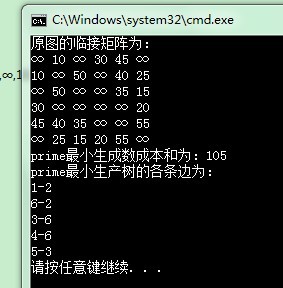 C:\Windows\system32\cmd.exe
原图的临接矩阵为:
∞ 10 ∞ 30 45 ∞
10 ∞ 50 ∞ 40 25
∞ 50 ∞ ∞ 35 15
30 ∞ ∞ ∞ ∞ 20
45 40 35 ∞ ∞ 55
∞ 25 15 20 55 ∞
prime最小生成数成本和为: 105
prime最小生产树的各条边为:
1-2
6-2
3-6
4-6
5-3
请按任意键继续. . .
,∞,1